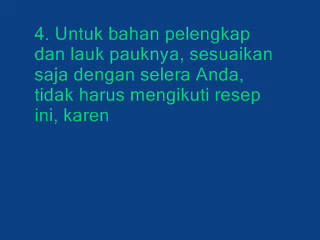 4. Untuk bahan pelengkap
dan lauk pauknya, sesuaikan
saja dengan selera Anda,
tidak harus mengikuti resep
ini, karen